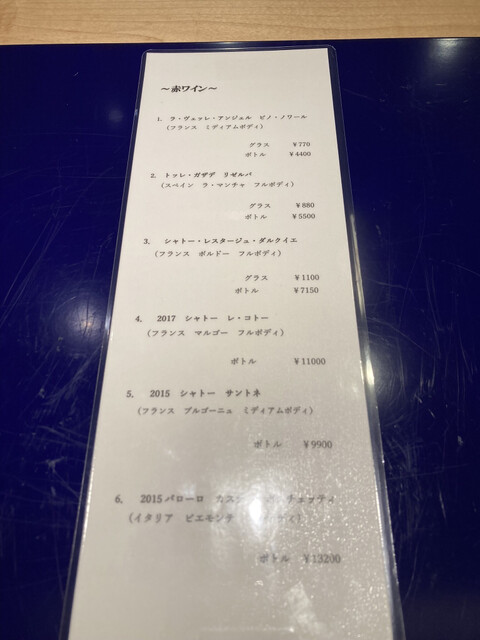 ～赤ワイン～
1. ラ・ヴュッレ・アンジェル ピノ・ノワール
（フランス ミディアムボディ）
グラス ￥770
ボトル ￥4400
2. トッレ・ガザデ リゼルバ
（スペイン ラ・マンチャ フルボディ）
グラス ￥880
ボトル ￥5500
3. シャトー・レスタージュ・ダルクイエ
（フランス ボルドー フルボディ）
グラス ￥1100
ボトル ￥7150
4. 2017 シャトー レ・コトー
（フランス マルゴー フルボディ）
ボトル ￥11000
5. 2015 シャトー サントネ
（フランス ブルゴーニュ ミディアムボディ）
ボトル ￥9900
6. 2015 バローロ チェッティ
（イタリア ピエモンテ
ボトル ￥13200